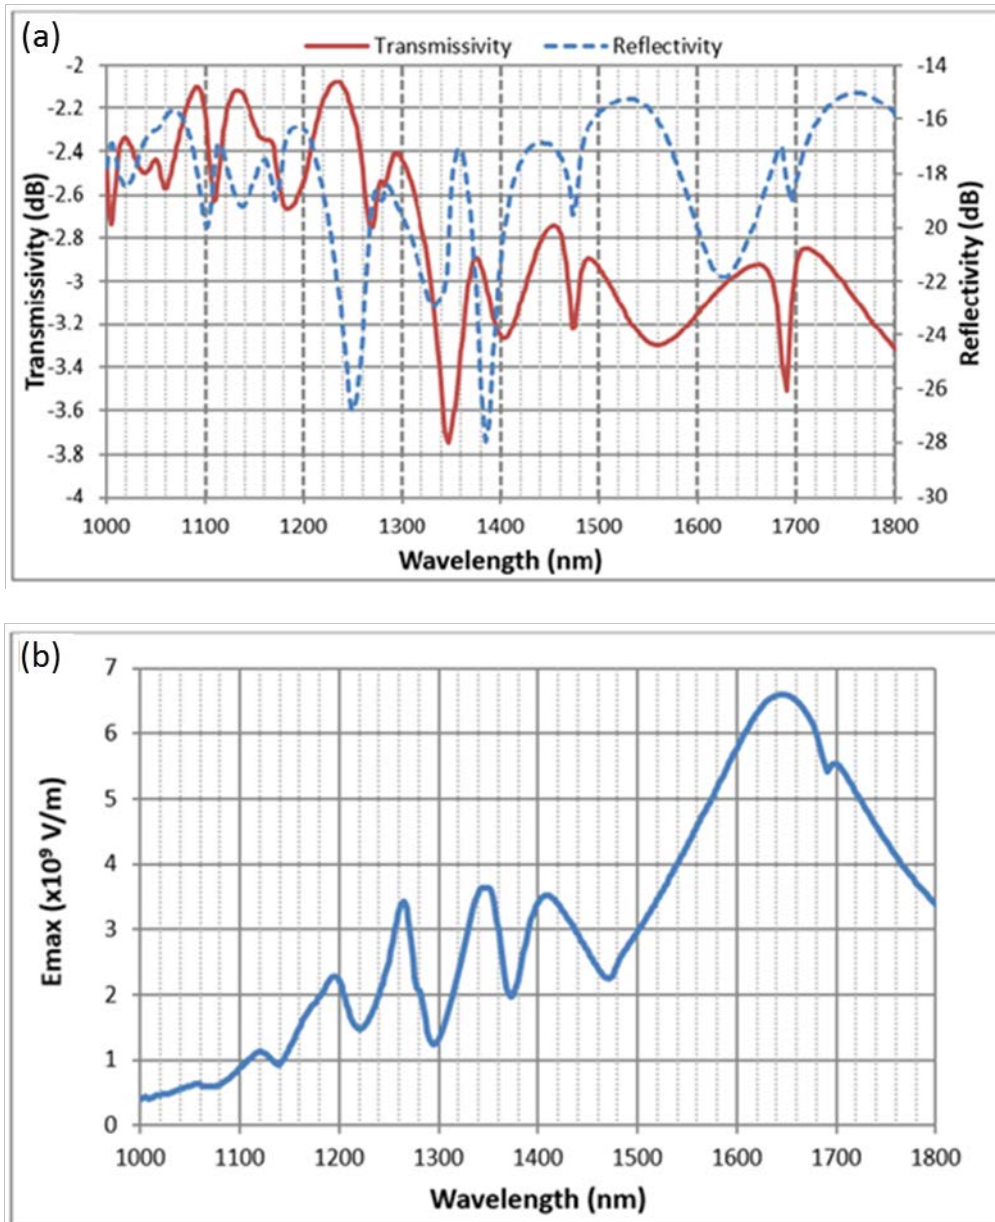 (a)
Transmissivity Reflectivity
-2
-2.2
-2.4
-2.6
-2.8
-3
-3.2
-3.4
-3.6
-3.8
-4
Transmissivity (dB)
-14
-16
-18
20
-22
-24
-26
-28
-30
Reflectivity (dB)
1000 1100 1200 1300 1400 1500 1600 1700 1800
Wavelength (nm)
(b)
7
6
5
4
3
2
1
0
Emax (x10⁹ V/m)
1000 1100 1200 1300 1400 1500 1600 1700 1800
Wavelength (nm)